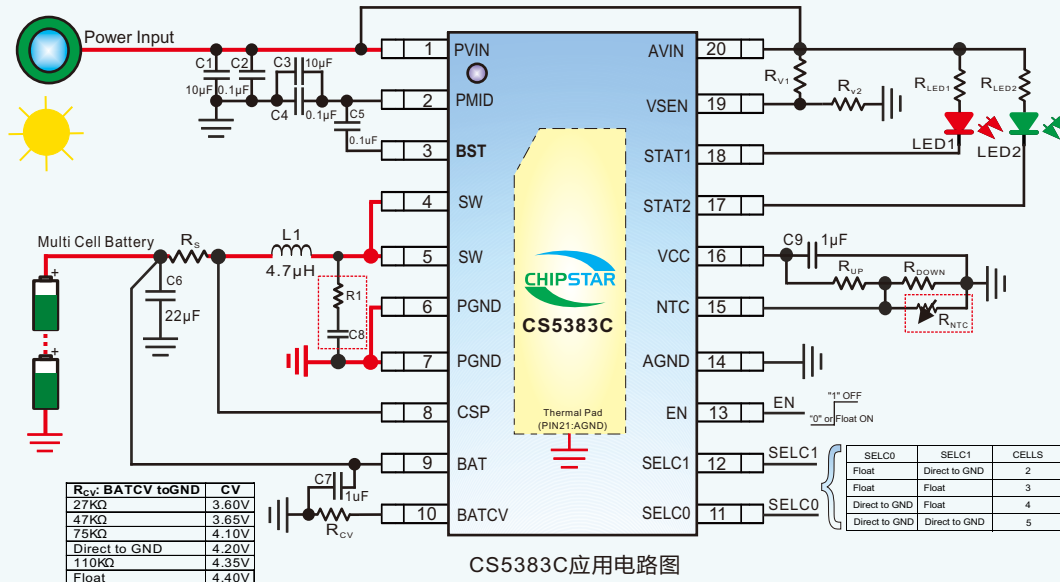 Power Input
C1
10μF
C2
0.1μF
C3
10μF
C4
0.1μF
C5
0.1uF
1 PVIN
2 PMID
3 BST
4 SW
5 SW
6 PGND
7 PGND
8 CSP
9 BAT
10 BATCV
AVIN 20
VSEN 19
STAT1 18
STAT2 17
VCC 16
NTC 15
AGND 14
EN 13
SELC1 12
SELC0 11
RV1
Rv2
RLED1
RLED2
LED1
LED2
Multi Cell Battery
RS
L1
4.7μH
C6
22μF
R1
C8
+
+
CHIPSTAR
CS5383C
Thermal Pad
(PIN21:AGND)
C9
1μF
RUP
RDOWN
RNTC
EN
"1" OFF
"0" or Float ON
SELC1
SELC0
SELC0 SELC1 CELLS
Float Direct to GND 2
Float Float 3
Direct to GND Float 4
Direct to GND Direct to GND 5
C7
1uF
RCV
RCV: BATCV toGND CV
27KΩ 3.60V
47KΩ 3.65V
75KΩ 4.10V
Direct to GND 4.20V
110KΩ 4.35V
Float 4.40V
CS5383C应用电路图